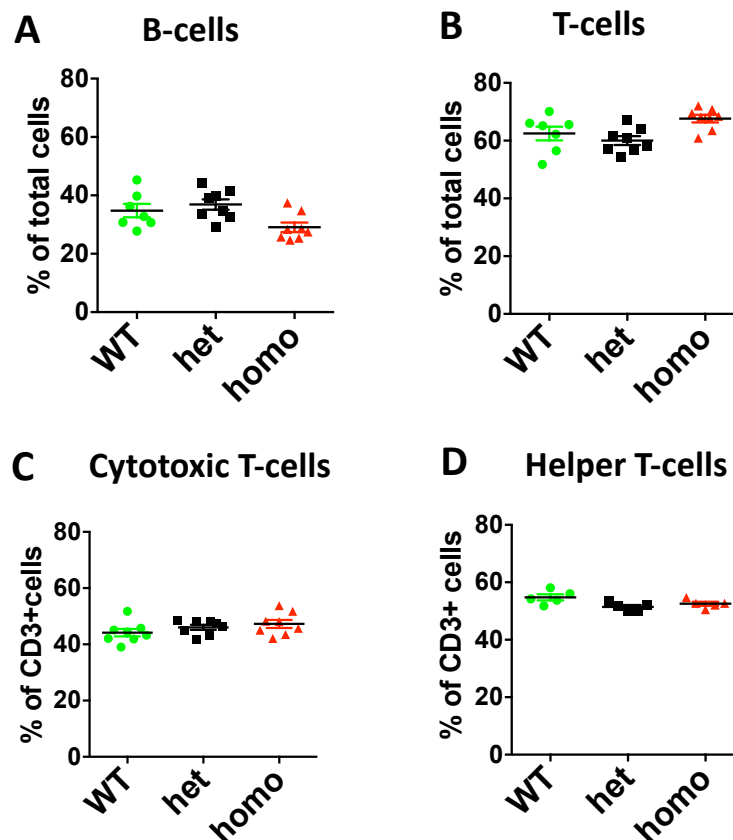 A
B-cells
% of total cells
80
60
40
20
0
WT
het
homo
B
T-cells
% of total cells
80
60
40
20
0
WT
het
homo
C
Cytotoxic T-cells
% of CD3+cells
80
60
40
20
0
WT
het
homo
D
Helper T-cells
% of CD3+ cells
80
60
40
20
0
WT
het
homo